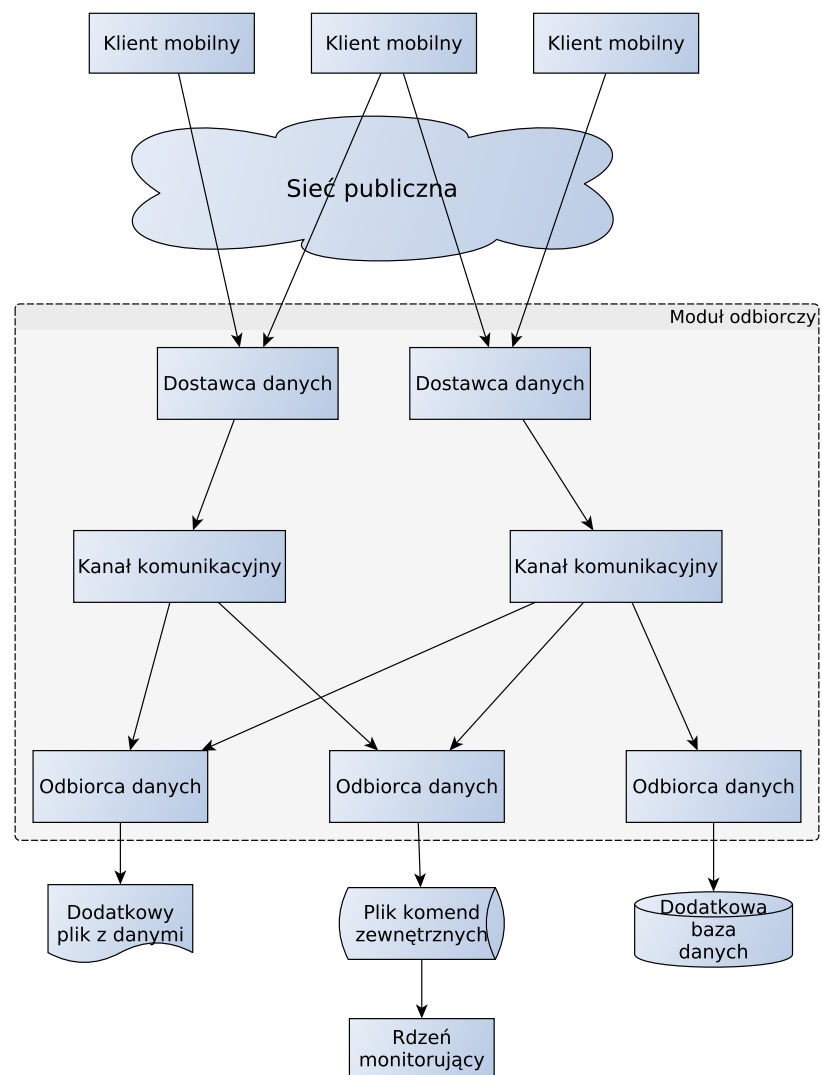 Klient mobilny
Klient mobilny
Klient mobilny
Sieć publiczna
Moduł odbiorczy
Dostawca danych
Dostawca danych
Kanał komunikacyjny
Kanał komunikacyjny
Odbiorca danych
Odbiorca danych
Odbiorca danych
Dodatkowy
plik z danymi
Plik komend
zewnętrznych
Dodatkowa
baza
danych
Rdzeń
monitorujący